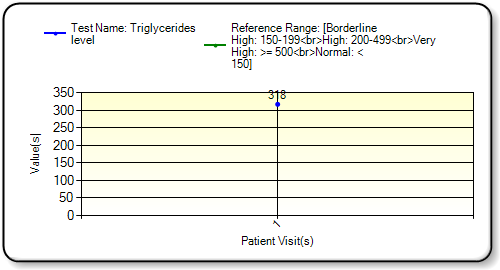 Test Name: Triglycerides
level
Reference Range: [Borderline
High: 150-199<br>High: 200-499<br>Very
High: >= 500<br>Normal: <
150]
318
350
300
250
200
150
100
50
0
Value(s)
Patient Visit(s)